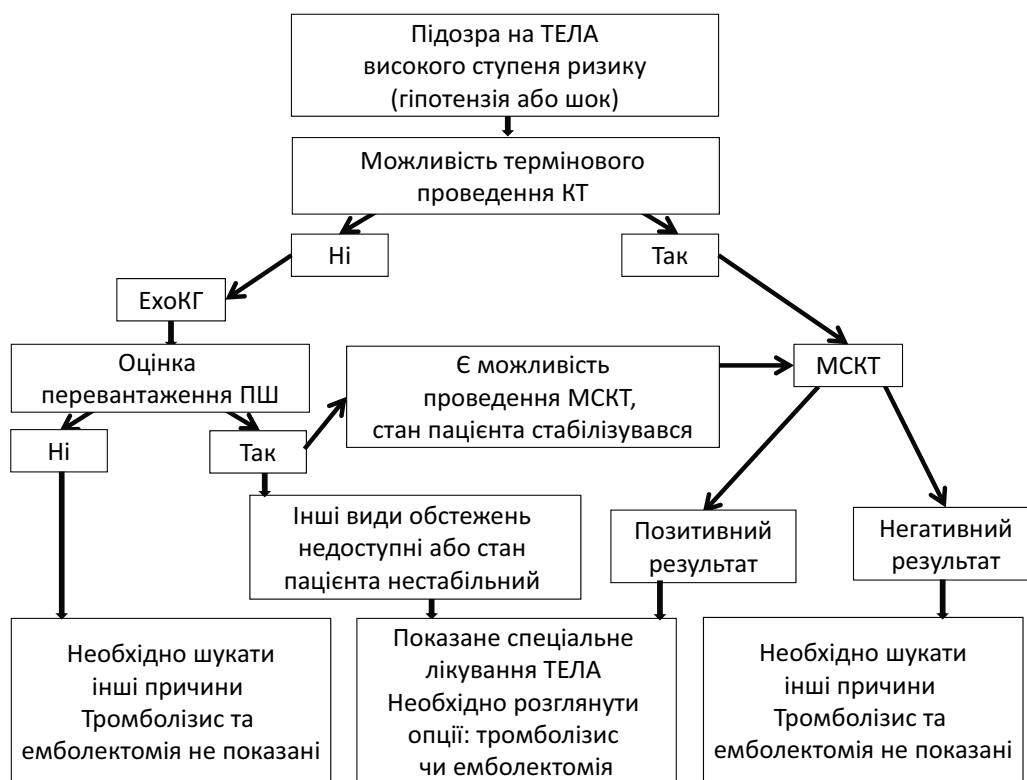 Підозра на ТЕЛА
високого ступеня ризику
(гіпотензія або шок)
Можливість термінового
проведення КТ
Ні
Так
ЕхоКГ
Оцінка
перевантаження ПШ
Є можливість
проведення МСКТ,
стан пацієнта стабілізувався
МСКТ
Ні
Так
Інші види обстежень
недоступні або стан
пацієнта нестабільний
Позитивний
результат
Негативний
результат
Необхідно шукати
інші причини
Тромболізис та
емболектомія не показані
Показане спеціальне
лікування ТЕЛА
Необхідно розглянути
опції: тромболізис
чи емболектомія
Необхідно шукати
інші причини
Тромболізис та
емболектомія не показані